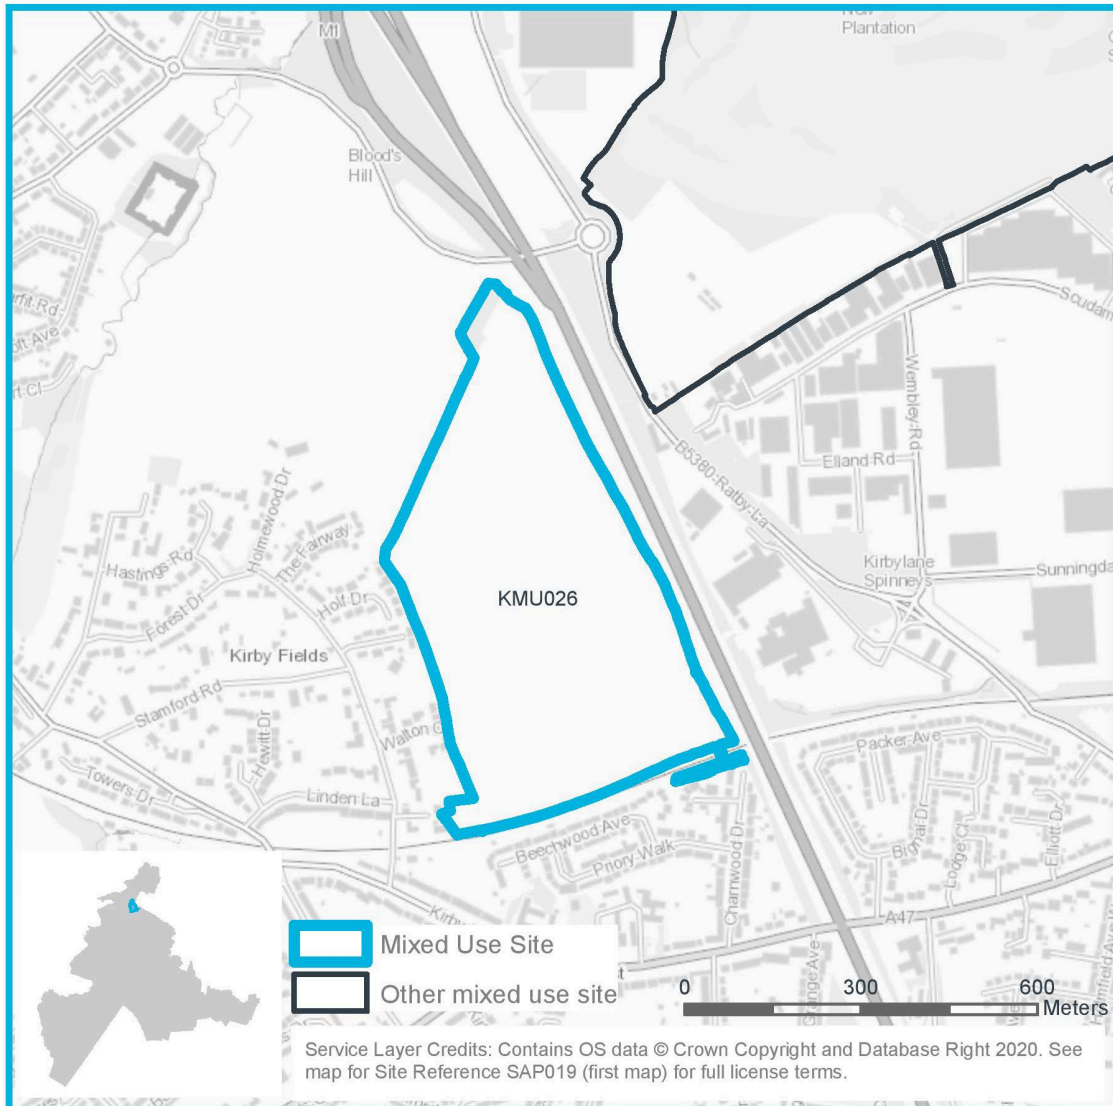 M1
Plantation
Blood's
Hill
Scudam
Wembley Rd
Elland Rd
B5380 Ratby La
Kirbylane
Spinneys
Sunningda
Holmewood Dr
The Fairway
Hastings Rd
Holt Dr
Forest Dr
KMU026
Kirby Fields
Stamford Rd
Walton C
Hewitt Dr
Towers Dr
Linden La
Packer Ave
Beechwood Ave
Priory Walk
Charnwood Dr
Lodge Cl
Elliott Dr
A47
Kirby
Grange Ave
Mixed Use Site
Other mixed use site
0 300 600
Meters
Service Layer Credits: Contains OS data © Crown Copyright and Database Right 2020. See
map for Site Reference SAP019 (first map) for full license terms.